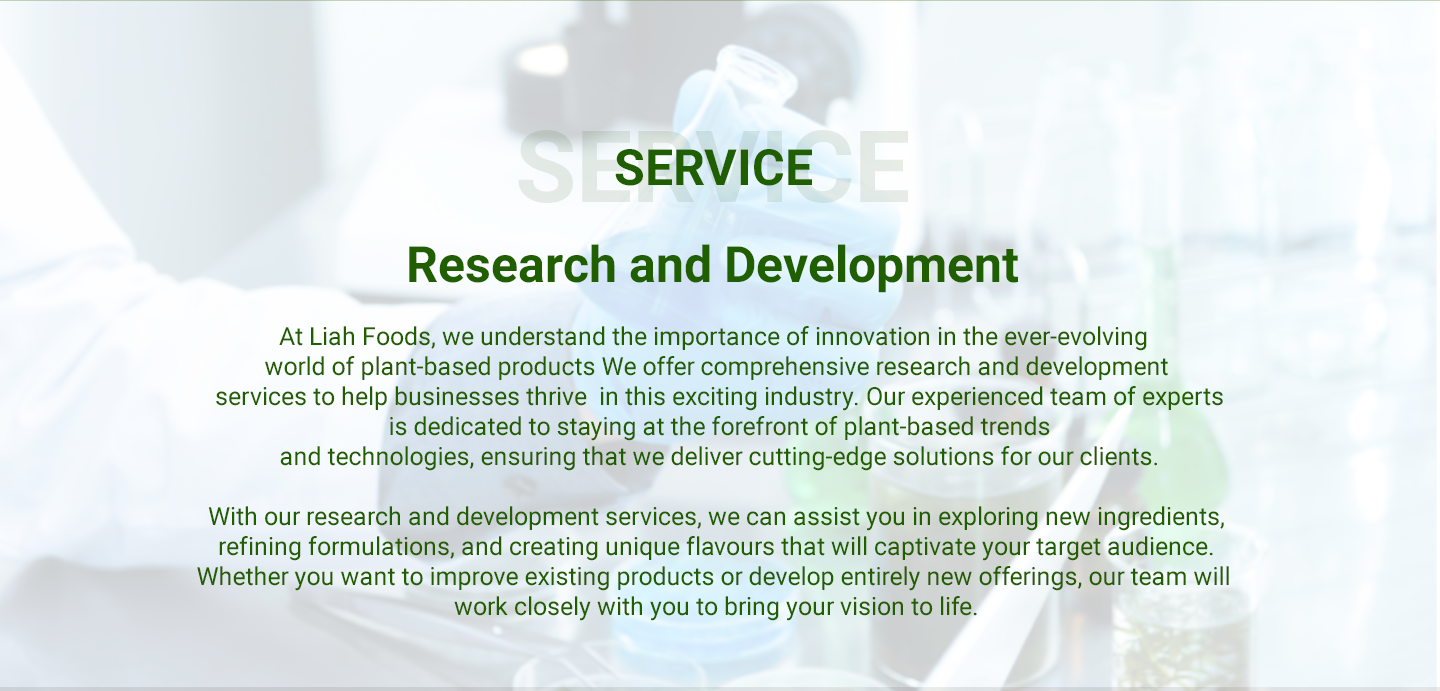 SERVICE
SERVICE
Research and Development
At Liah Foods, we understand the importance of innovation in the ever-evolving
world of plant-based products We offer comprehensive research and development
services to help businesses thrive  in this exciting industry. Our experienced team of experts
is dedicated to staying at the forefront of plant-based trends
and technologies, ensuring that we deliver cutting-edge solutions for our clients.
With our research and development services, we can assist you in exploring new ingredients,
refining formulations, and creating unique flavours that will captivate your target audience.
Whether you want to improve existing products or develop entirely new offerings, our team will
work closely with you to bring your vision to life.